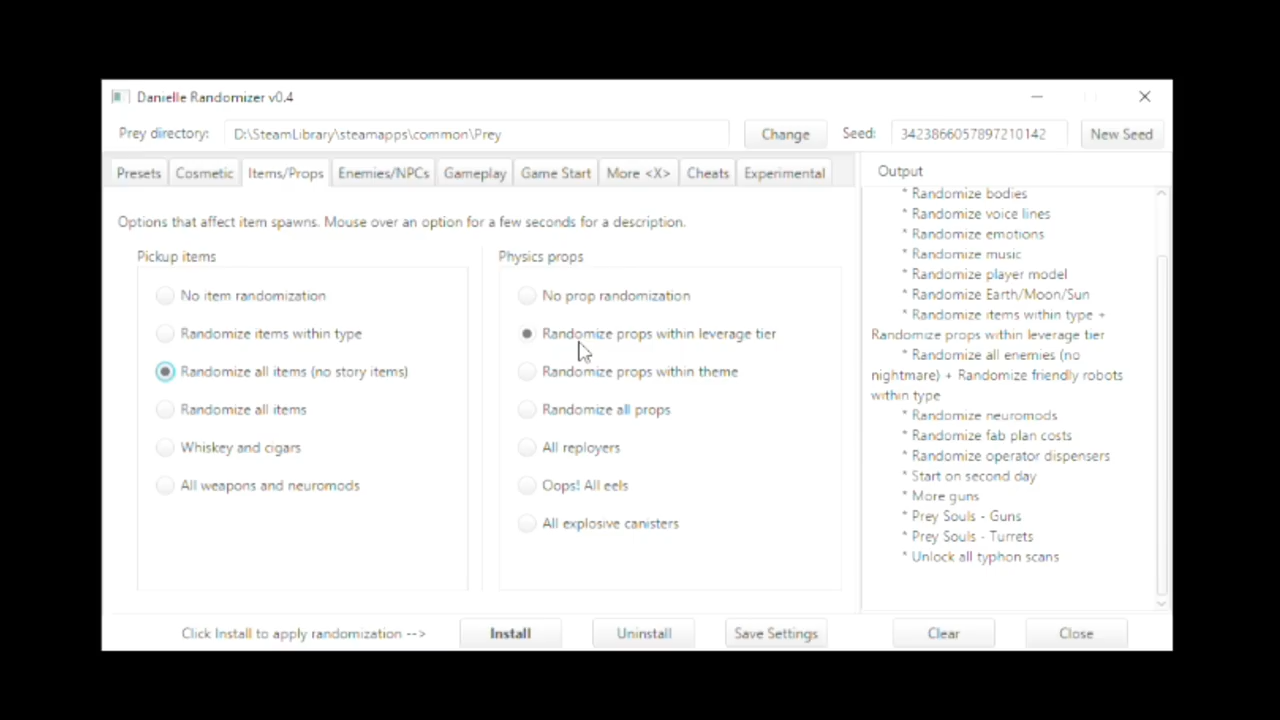 Danielle Randomizer v0.4
Prey directory: D:\SteamLibrary\steamapps\common\Prey Change Seed: 3423866057897210142 New Seed
Presets Cosmetic Items/Props Enemies/NPCs Gameplay Game Start More <X> Cheats Experimental
Options that affect item spawns. Mouse over an option for a few seconds for a description.
Pickup items
No item randomization
Randomize items within type
Randomize all items (no story items)
Randomize all items
Whiskey and cigars
All weapons and neuromods
Physics props
No prop randomization
Randomize props within leverage tier
Randomize props within theme
Randomize all props
All reployers
Oops! All eels
All explosive canisters
Output
* Randomize bodies
* Randomize voice lines
* Randomize emotions
* Randomize music
* Randomize player model
* Randomize Earth/Moon/Sun
* Randomize items within type +
Randomize props within leverage tier
* Randomize all enemies (no
nightmare) + Randomize friendly robots
within type
* Randomize neuromods
* Randomize fab plan costs
* Randomize operator dispensers
* Start on second day
* More guns
* Prey Souls - Guns
* Prey Souls - Turrets
* Unlock all typhon scans
Click Install to apply randomization --> Install Uninstall Save Settings Clear Close